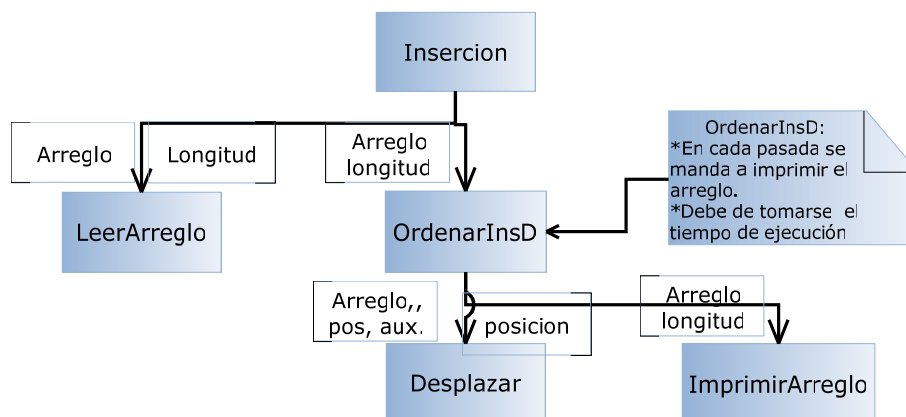 Insercion
Arreglo
Longitud
Arreglo
longitud
OrdenarInsD:
*En cada pasada se
manda a imprimir el
arreglo.
*Debe de tomarse el
tiempo de ejecución
LeerArreglo
OrdenarInsD
Arreglo,,
pos, aux.
posicion
Arreglo
longitud
Desplazar
ImprimirArreglo